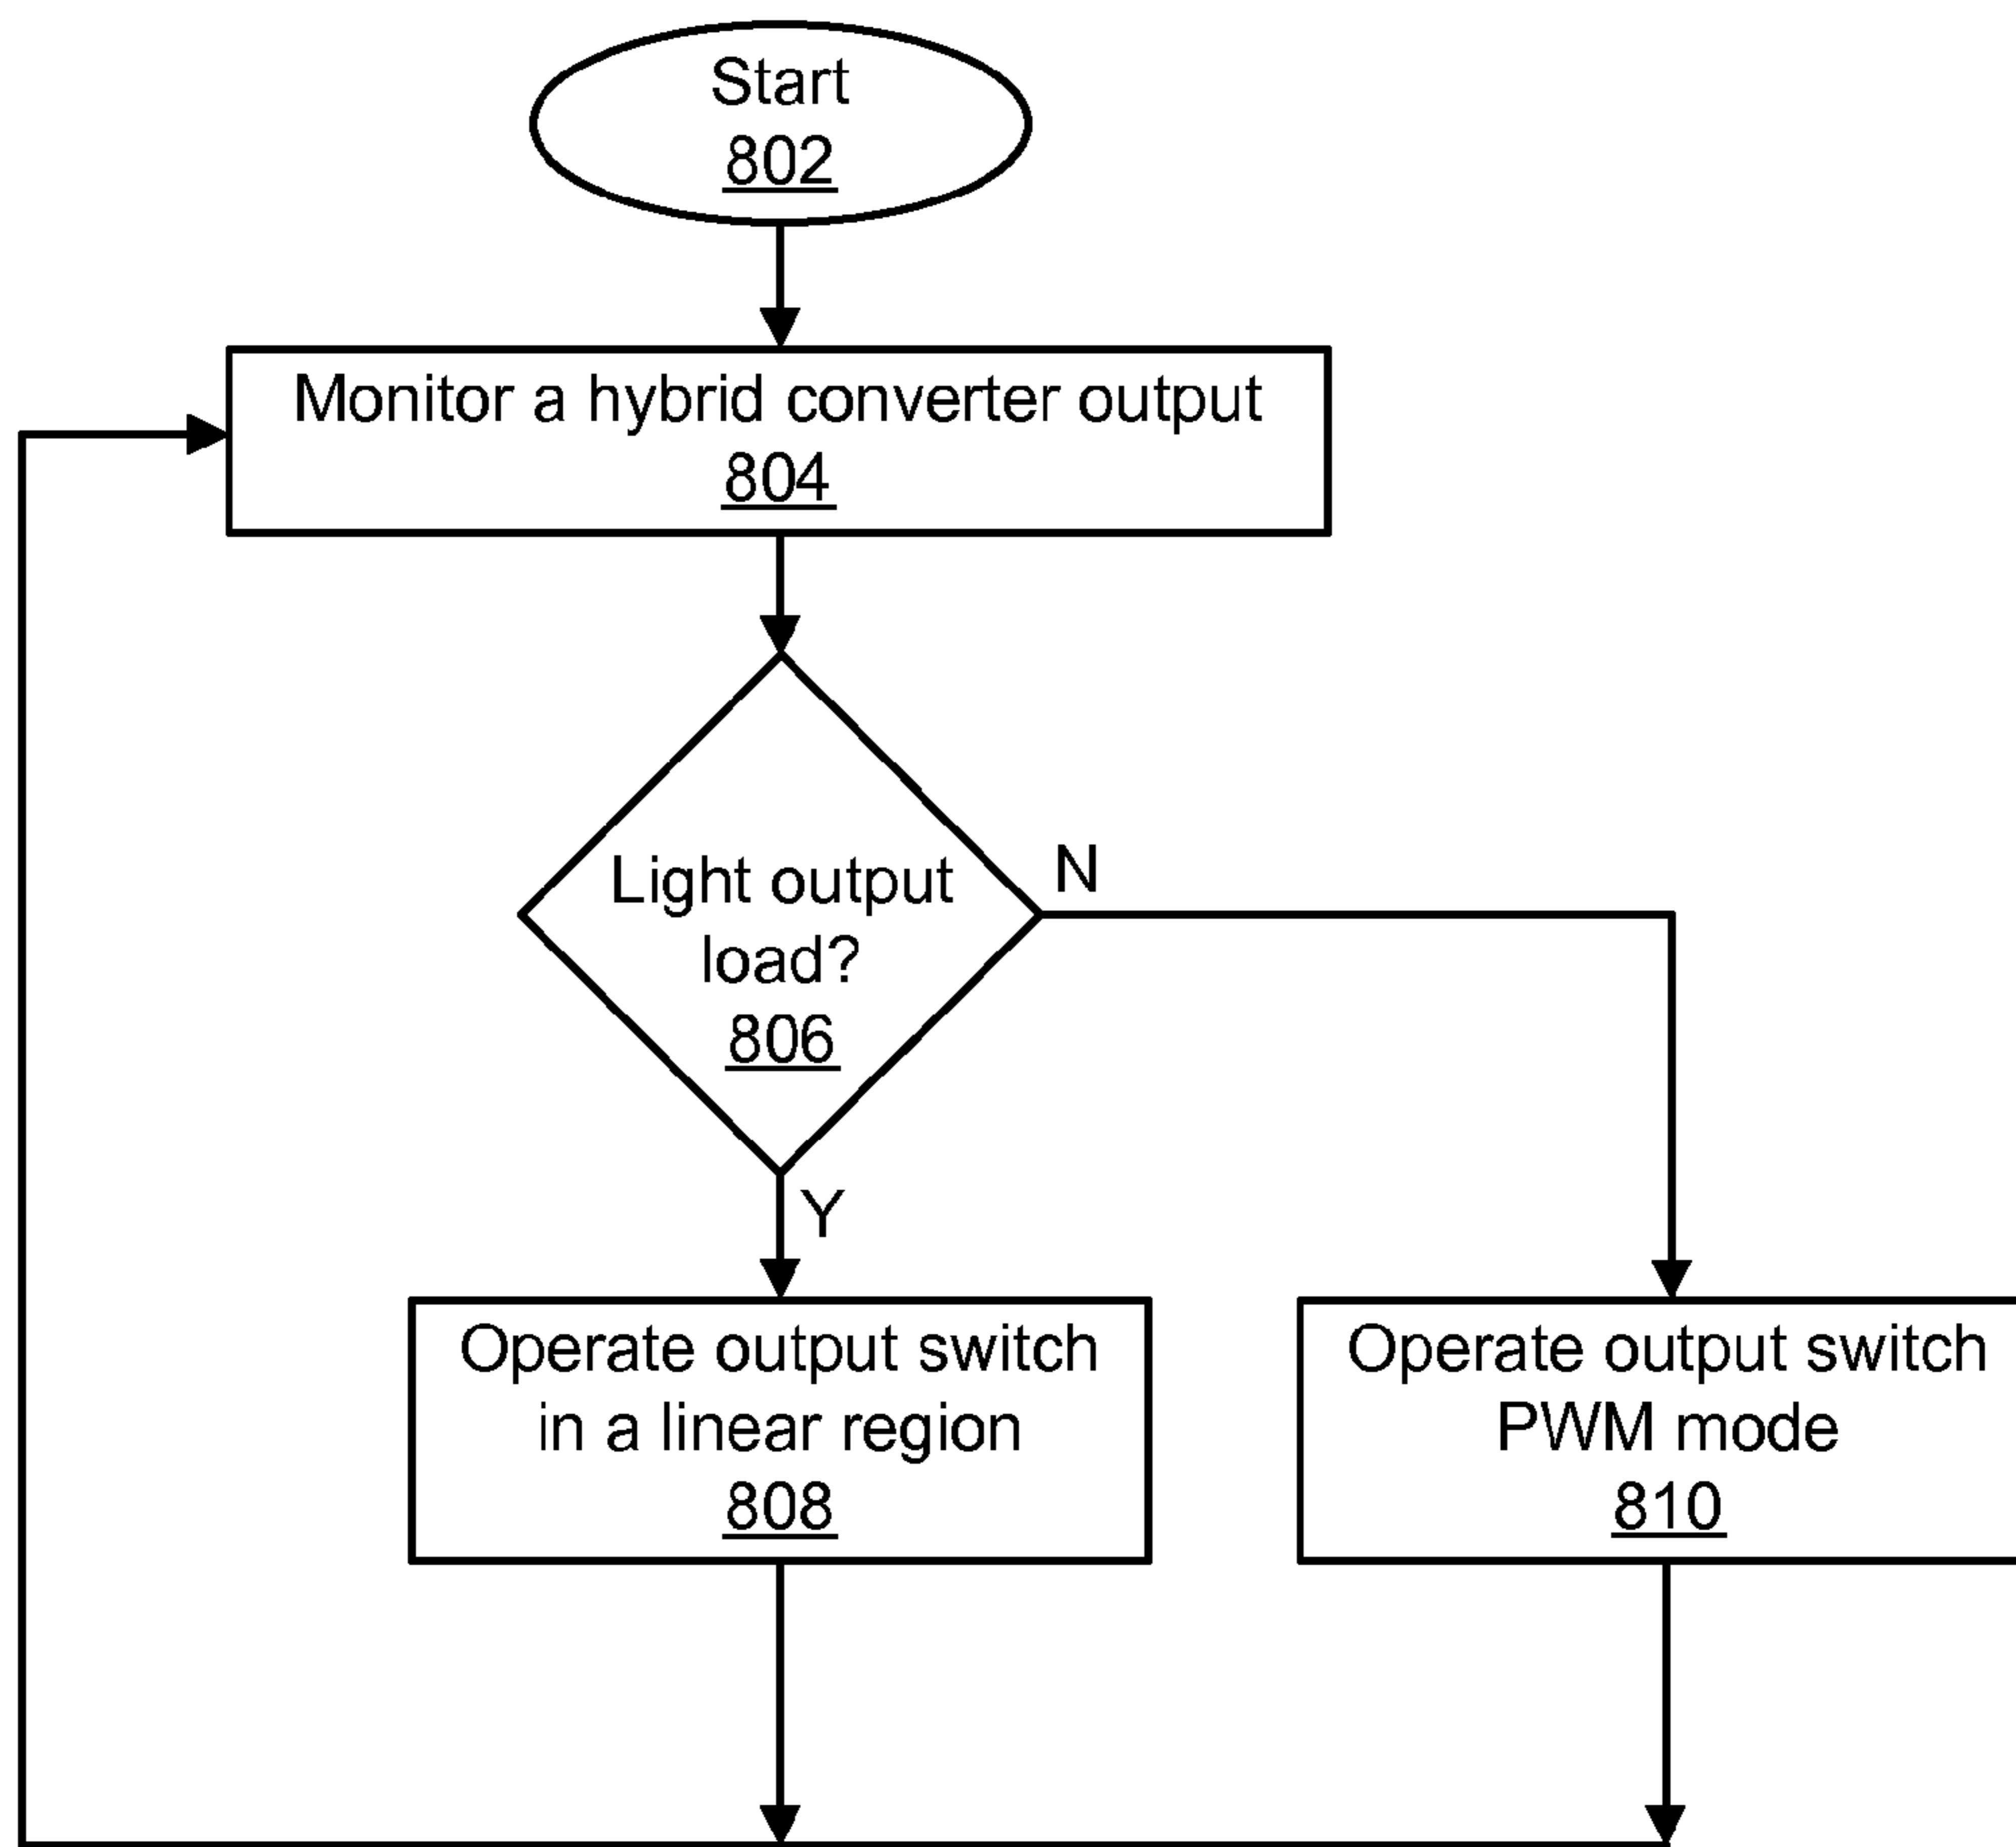 Start
802
Monitor a hybrid converter output
804
Light output
load?
806
N
Y
Operate output switch
in a linear region
808
Operate output switch
PWM mode
810